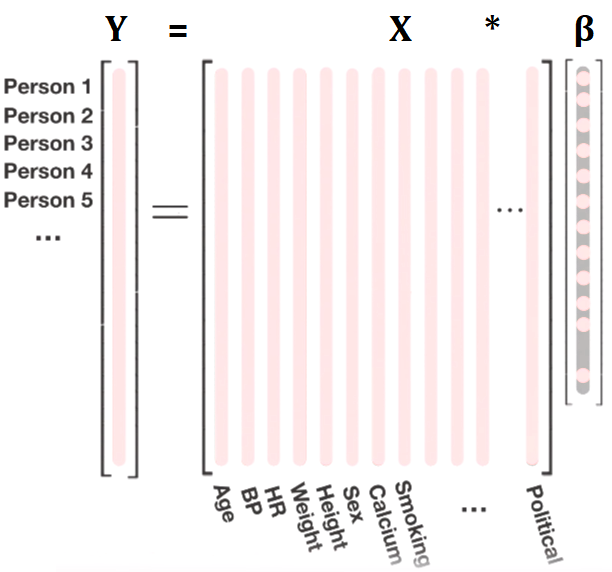 Y = X * β
Person 1
Person 2
Person 3
Person 4
Person 5
...
=
...
Age
BP
HR
Weight
Height
Sex
Calcium
Smoking
...
Political